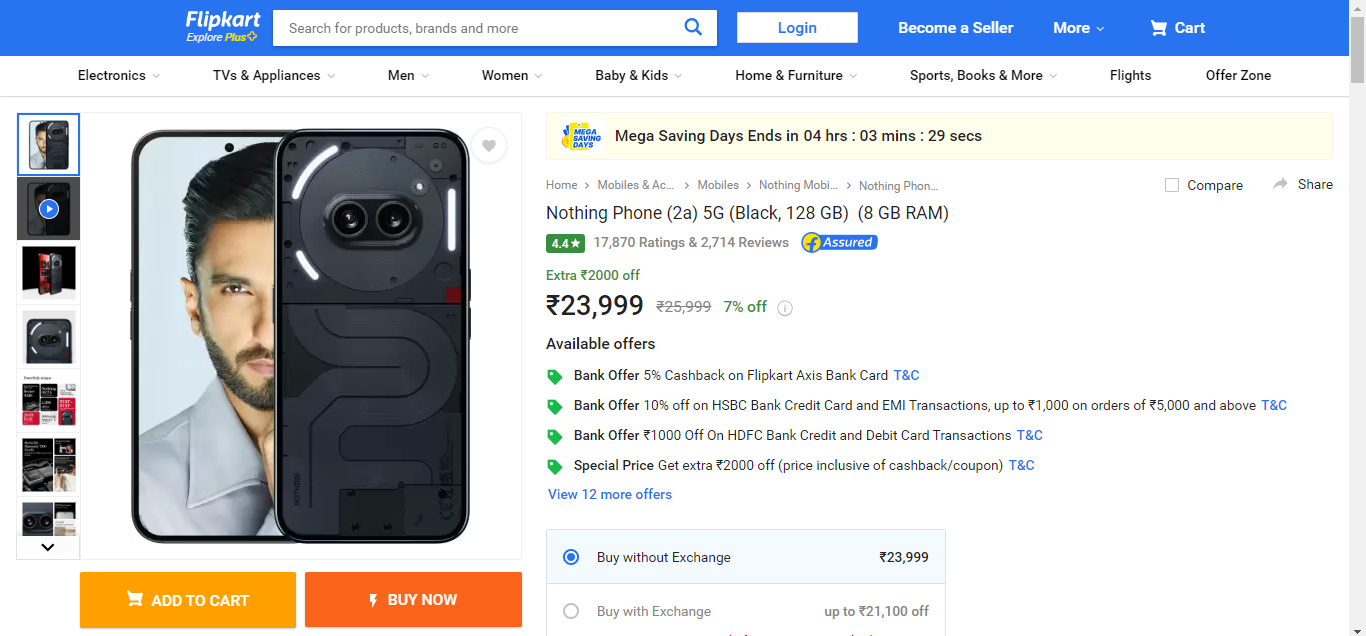 Flipkart
Explore Plus
Search for products, brands and more
Login
Become a Seller
More
Cart
Electronics
TVs & Appliances
Men
Women
Baby & Kids
Home & Furniture
Sports, Books & More
Flights
Offer Zone
MEGA
SAVING
DAYS
Mega Saving Days Ends in 04 hrs : 03 mins : 29 secs
Home > Mobiles & Ac... > Mobiles > Nothing Mobi... > Nothing Phon...
Compare
Share
Nothing Phone (2a) 5G (Black, 128 GB) (8 GB RAM)
4.4★ 17,870 Ratings & 2,714 Reviews
Assured
Extra ₹2000 off
₹23,999 ₹25,999 7% off
Available offers
Bank Offer 5% Cashback on Flipkart Axis Bank Card T&C
Bank Offer 10% off on HSBC Bank Credit Card and EMI Transactions, up to ₹1,000 on orders of ₹5,000 and above T&C
Bank Offer ₹1000 Off On HDFC Bank Credit and Debit Card Transactions T&C
Special Price Get extra ₹2000 off (price inclusive of cashback/coupon) T&C
View 12 more offers
Buy without Exchange ₹23,999
Buy with Exchange up to ₹21,100 off
NOTHING
ADD TO CART
BUY NOW